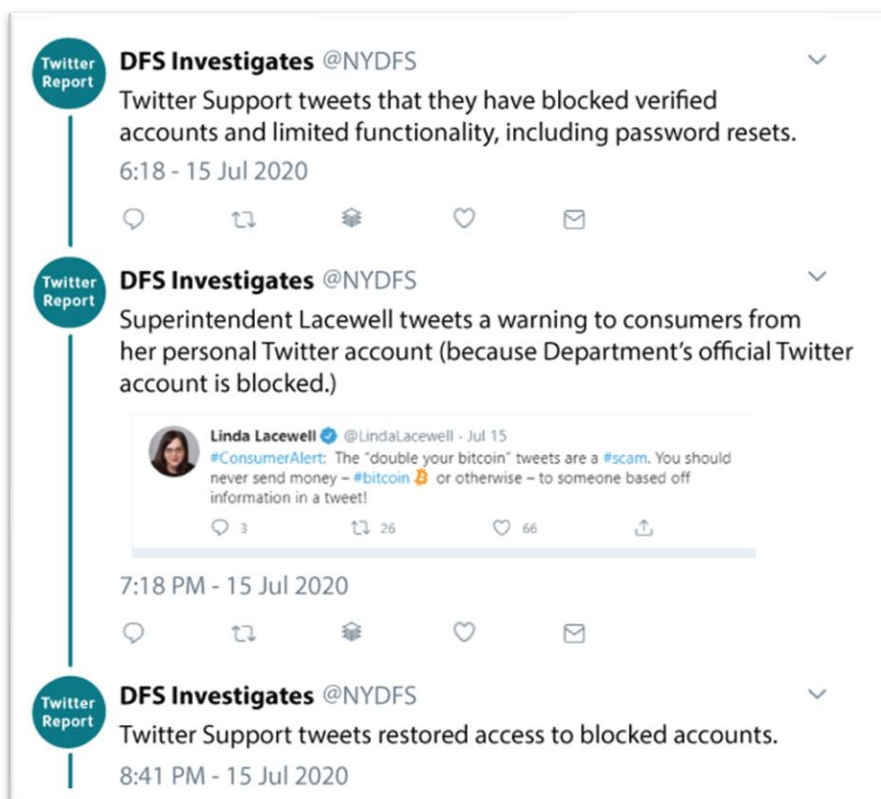 Twitter
Report
DFS Investigates @NYDFS
Twitter Support tweets that they have blocked verified
accounts and limited functionality, including password resets.
6:18 - 15 Jul 2020
Twitter
Report
DFS Investigates @NYDFS
Superintendent Lacewell tweets a warning to consumers from
her personal Twitter account (because Department’s official Twitter
account is blocked.)
Linda Lacewell @LindaLacewell · Jul 15
#ConsumerAlert: The "double your bitcoin" tweets are a #scam. You should
never send money – #bitcoin ₿ or otherwise – to someone based off
information in a tweet!
3 26 66
7:18 PM - 15 Jul 2020
Twitter
Report
DFS Investigates @NYDFS
Twitter Support tweets restored access to blocked accounts.
8:41 PM - 15 Jul 2020